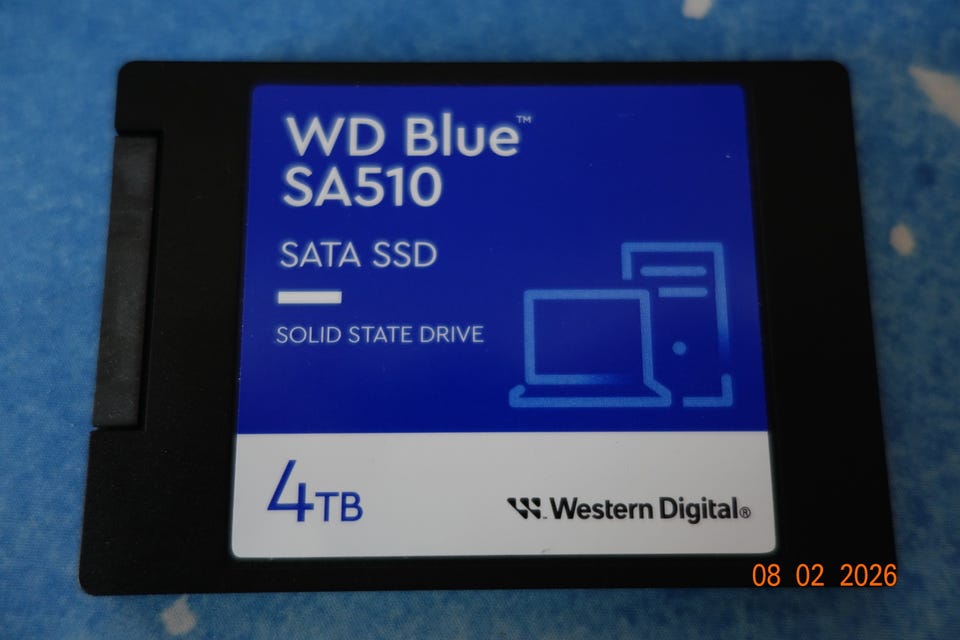 WD Blue™
SA510
SATA SSD
SOLID STATE DRIVE
4TB
Western Digital®
08 02 2026